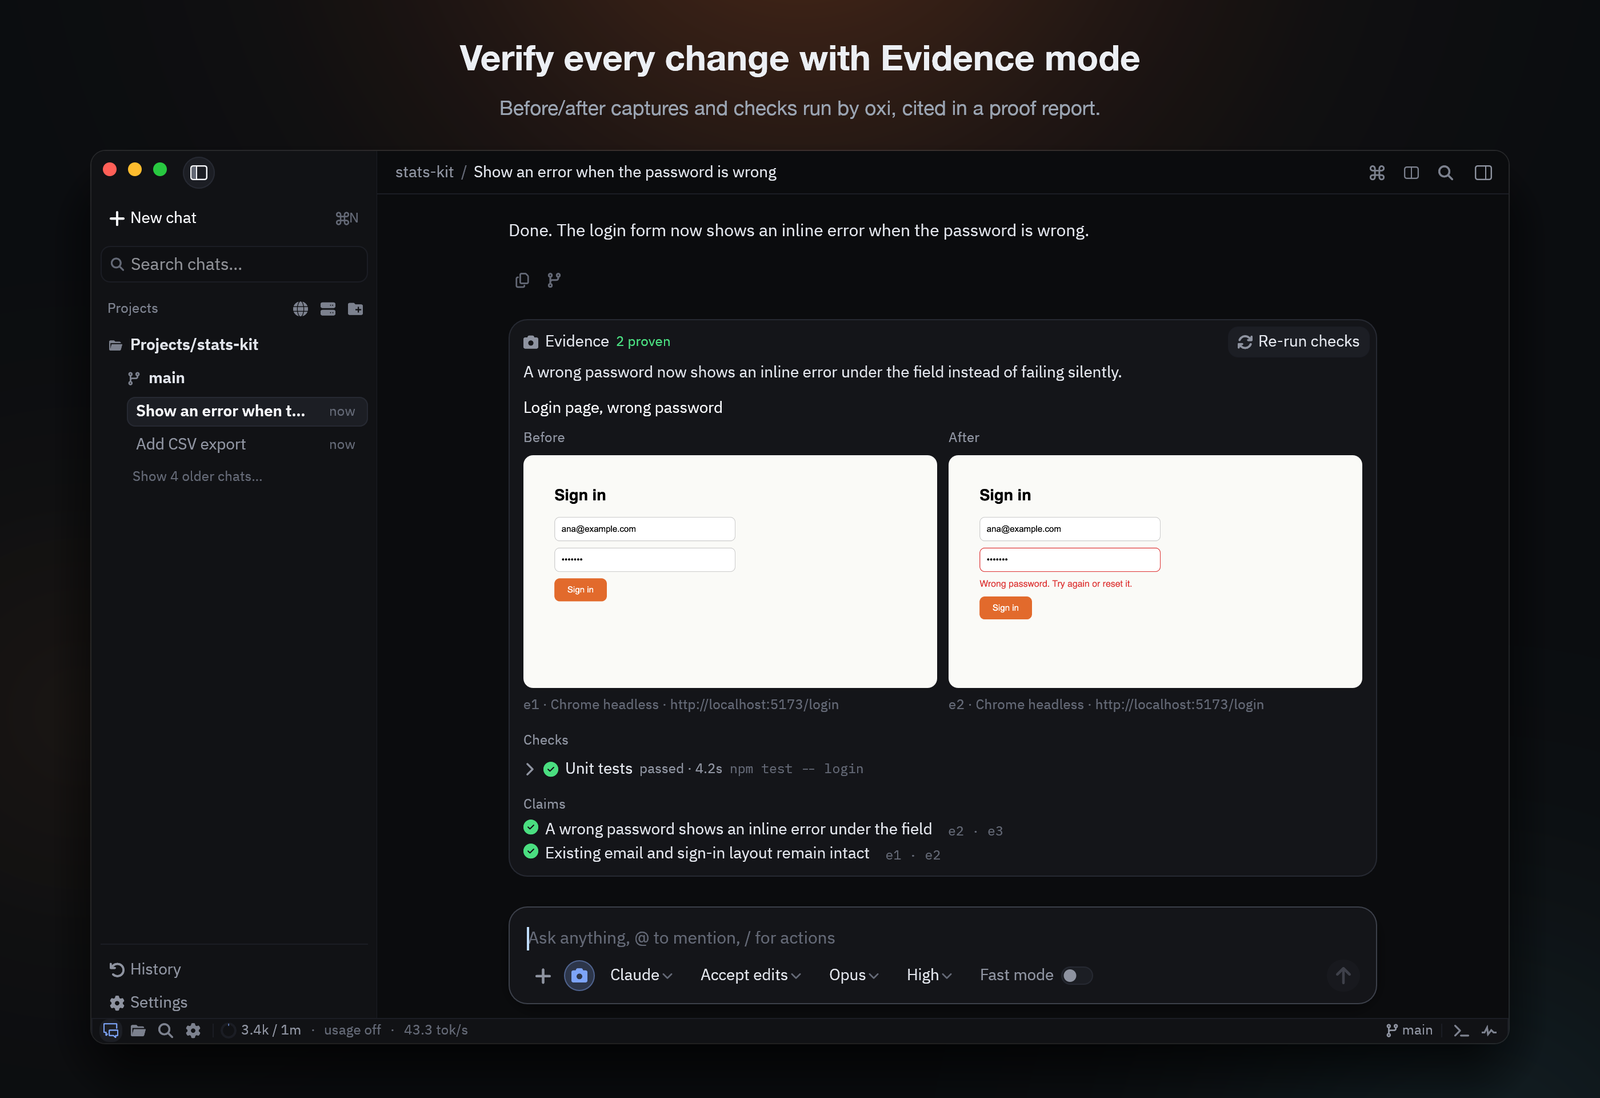 Verify every change with Evidence mode
Before/after captures and checks run by oxi, cited in a proof report.
stats-kit / Show an error when the password is wrong
New chat ⌘N
Search chats...
Projects
Projects/stats-kit
main
Show an error when t... now
Add CSV export now
Show 4 older chats...
History
Settings
Done. The login form now shows an inline error when the password is wrong.
Evidence 2 proven
Re-run checks
A wrong password now shows an inline error under the field instead of failing silently.
Login page, wrong password
Before
Sign in
ana@example.com
•••••••
Sign in
e1 · Chrome headless · http://localhost:5173/login
After
Sign in
ana@example.com
•••••••
Wrong password. Try again or reset it.
Sign in
e2 · Chrome headless · http://localhost:5173/login
Checks
Unit tests passed · 4.2s npm test -- login
Claims
A wrong password shows an inline error under the field e2 · e3
Existing email and sign-in layout remain intact e1 · e2
Ask anything, @ to mention, / for actions
Claude Accept edits Opus High Fast mode
3.4k / 1m · usage off · 43.3 tok/s
main